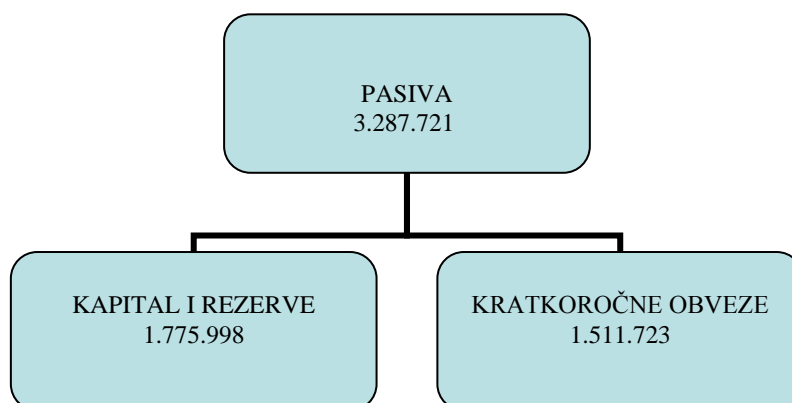 PASIVA
3.287.721
KAPITAL I REZERVE
1.775.998
KRATKOROČNE OBVEZE
1.511.723